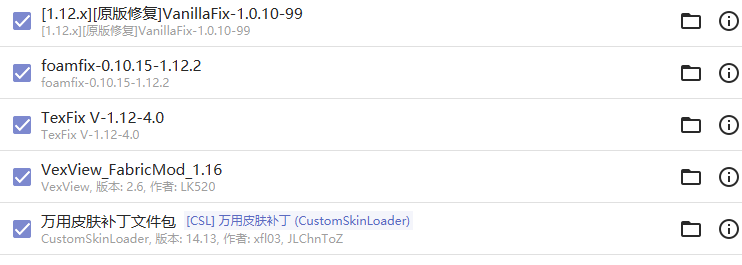 [1.12.x][原版修复]VanillaFix-1.0.10-99
[1.12.x][原版修复]VanillaFix-1.0.10-99
foamfix-0.10.15-1.12.2
foamfix-0.10.15-1.12.2
TexFix V-1.12-4.0
TexFix V-1.12-4.0
VexView_FabricMod_1.16
VexView, 版本: 2.6, 作者: LK520
万用皮肤补丁文件包 [CSL] 万用皮肤补丁 (CustomSkinLoader)
CustomSkinLoader, 版本: 14.13, 作者: xfl03, JLChnToZ